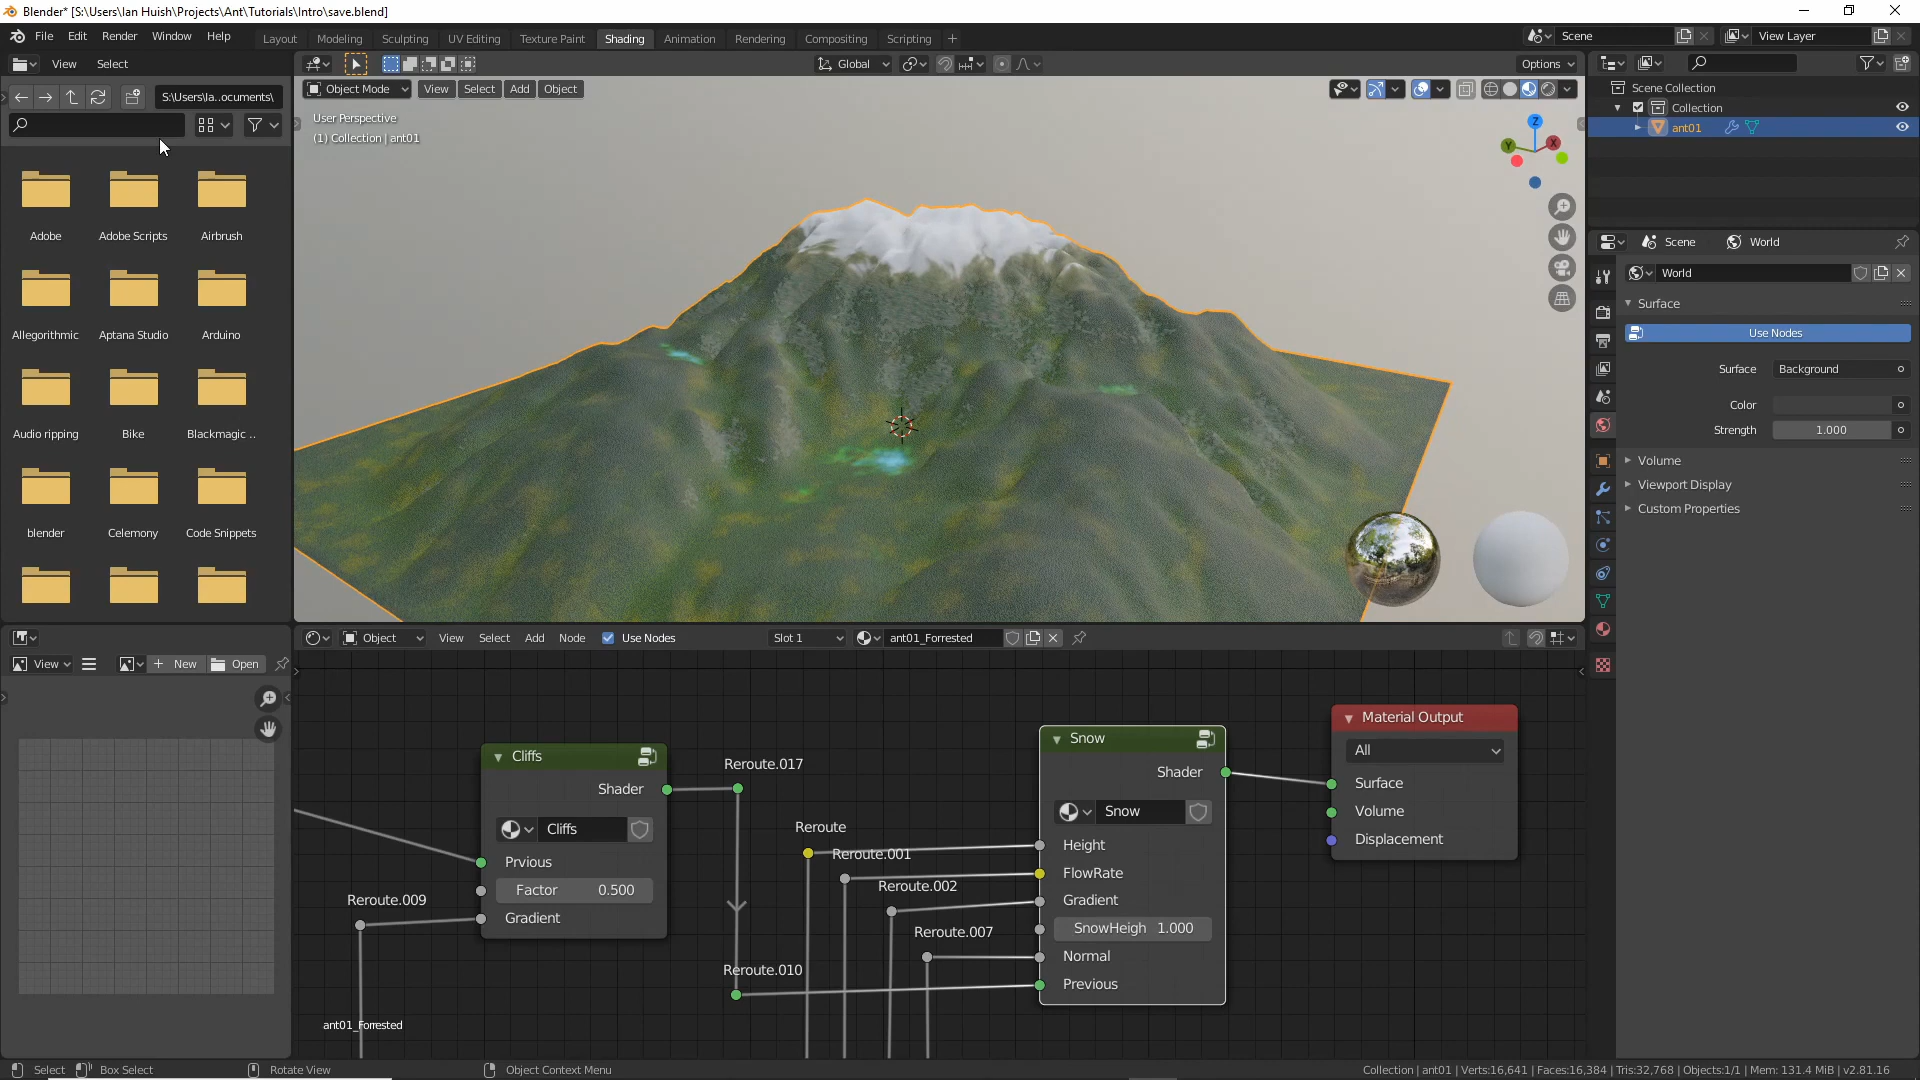 Blender* [S:\Users\Ian Huish\Projects\Ant\Tutorials\Intro\save.blend]
File Edit Render Window Help Layout Modeling Sculpting UV Editing Texture Paint Shading Animation Rendering Compositing Scripting + Scene View Layer
View Select Global Options
S:\Users\Ia..ocuments\ Object Mode View Select Add Object Scene Collection
Collection
ant01
User Perspective
(1) Collection | ant01
Z
Y X
Adobe Adobe Scripts Airbrush
Allegorithmic Aptana Studio Arduino
Audio ripping Bike Blackmagic ..
blender Celemony Code Snippets
Scene World
World
Surface
Use Nodes
Surface Background
Color
Strength 1.000
Volume
Viewport Display
Custom Properties
Object View Select Add Node Use Nodes Slot 1 ant01_Forrested
View + New Open
Cliffs
Shader
Cliffs
Prvious
Factor 0.500
Gradient
Reroute.009
Reroute.017
Reroute
Reroute.001
Reroute.002
Reroute.007
Reroute.010
Snow
Shader
Snow
Height
FlowRate
Gradient
SnowHeigh 1.000
Normal
Previous
Material Output
All
Surface
Volume
Displacement
ant01_Forrested
Select Box Select Rotate View Object Context Menu Collection | ant01 | Verts:16,641 | Faces:16,384 | Tris:32,768 | Objects:1/1 | Mem: 131.4 MiB | v2.81.16